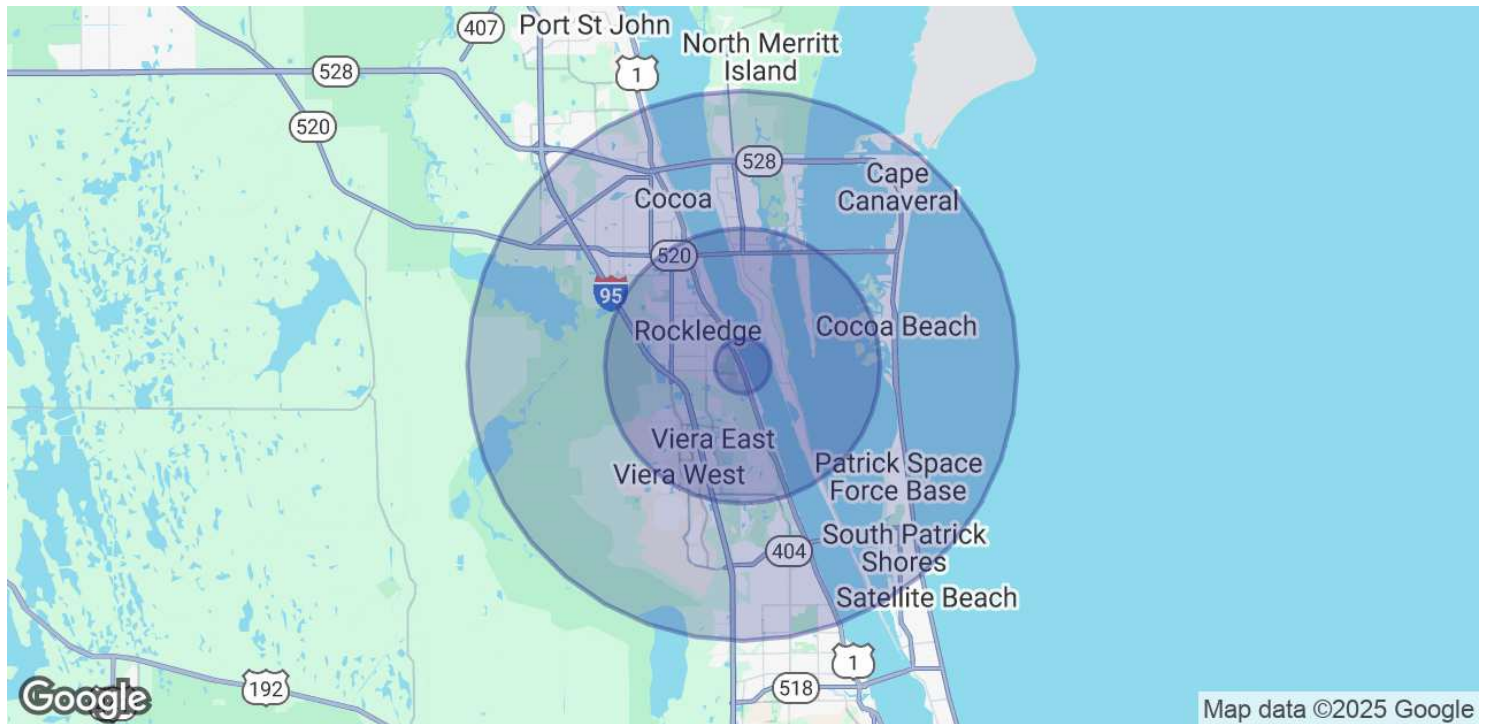 407
Port St John
North Merritt
Island
1
528
520
528
Cape
Canaveral
Cocoa
520
95
Rockledge
Cocoa Beach
Viera East
Viera West
Patrick Space
Force Base
South Patrick
Shores
404
Satellite Beach
1
192
518
Google
Map data ©2025 Google